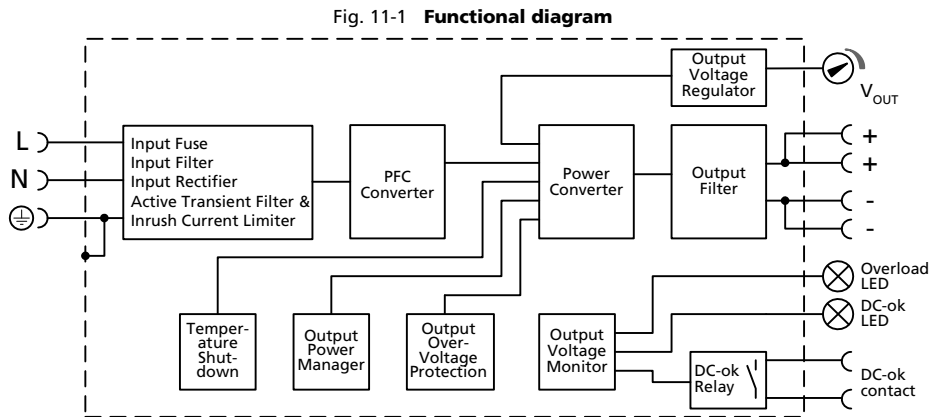 Fig. 11-1 Functional diagram
Output
Voltage
Regulator
V OUT
L
N
Input Fuse
Input Filter
Input Rectifier
Active Transient Filter &
Inrush Current Limiter
PFC
Converter
Power
Converter
Output
Filter
+
+
-
-
Temper-
ature
Shut-
down
Output
Power
Manager
Output
Over-
Voltage
Protection
Output
Voltage
Monitor
Overload
LED
DC-ok
LED
DC-ok
Relay
DC-ok
contact